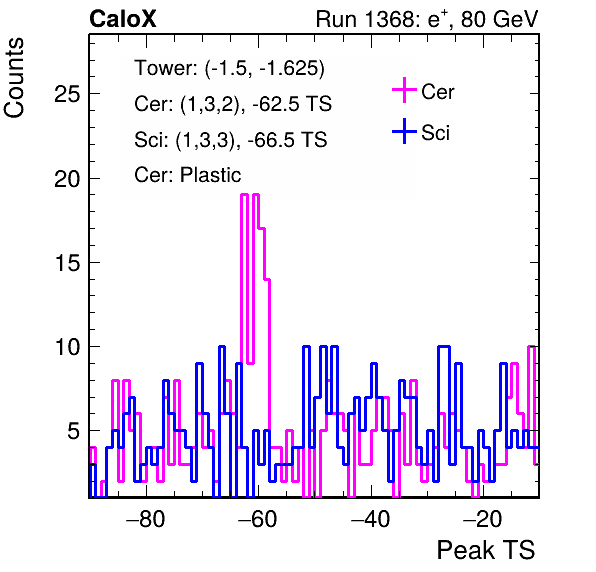 CaloX Run 1368: e⁺, 80 GeV
Counts
Tower: (-1.5, -1.625)
Cer: (1,3,2), -62.5 TS
Sci: (1,3,3), -66.5 TS
Cer: Plastic
Cer
Sci
25
20
15
10
5
−80 −60 −40 −20
Peak TS